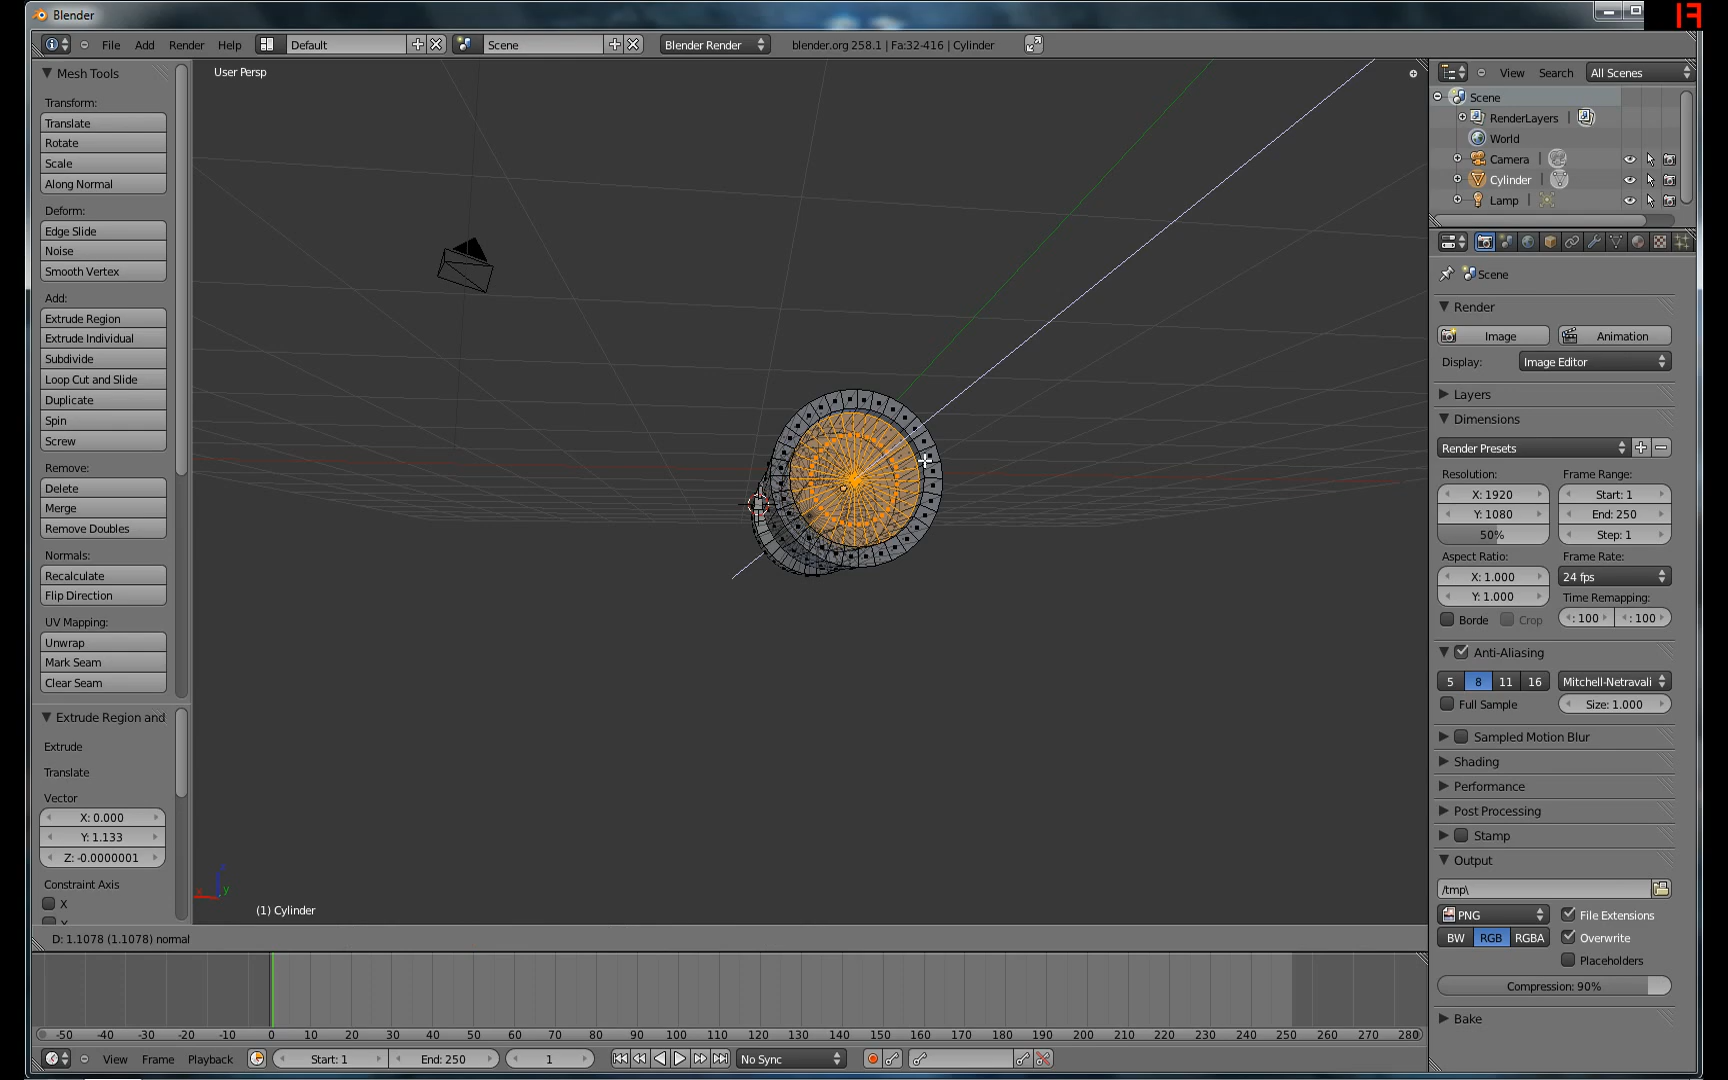 Blender
17
File Add Render Help Default Scene Blender Render blender.org 258.1 | Fa:32-416 | Cylinder
Mesh Tools
Transform:
Translate
Rotate
Scale
Along Normal
Deform:
Edge Slide
Noise
Smooth Vertex
Add:
Extrude Region
Extrude Individual
Subdivide
Loop Cut and Slide
Duplicate
Spin
Screw
Remove:
Delete
Merge
Remove Doubles
Normals:
Recalculate
Flip Direction
UV Mapping:
Unwrap
Mark Seam
Clear Seam
Extrude Region and
Extrude
Translate
Vector
X: 0.000
Y: 1.133
Z: -0.0000001
Constraint Axis
X
User Persp
x
y
(1) Cylinder
D: 1.1078 (1.1078) normal
View Search All Scenes
Scene
RenderLayers |
World
Camera |
Cylinder |
Lamp |
Scene
Render
Image Animation
Display: Image Editor
Layers
Dimensions
Render Presets
Resolution: Frame Range:
X: 1920 Start: 1
Y: 1080 End: 250
50% Step: 1
Aspect Ratio: Frame Rate:
X: 1.000 24 fps
Y: 1.000 Time Remapping:
Borde Crop : 100 : 100
Anti-Aliasing
5 8 11 16 Mitchell-Netravali
Full Sample Size: 1.000
Sampled Motion Blur
Shading
Performance
Post Processing
Stamp
Output
/tmp\
PNG File Extensions
BW RGB RGBA Overwrite
Placeholders
Compression: 90%
Bake
-50 -40 -30 -20 -10 0 10 20 30 40 50 60 70 80 90 100 110 120 130 140 150 160 170 180 190 200 210 220 230 240 250 260 270 280
View Frame Playback Start: 1 End: 250 1 No Sync